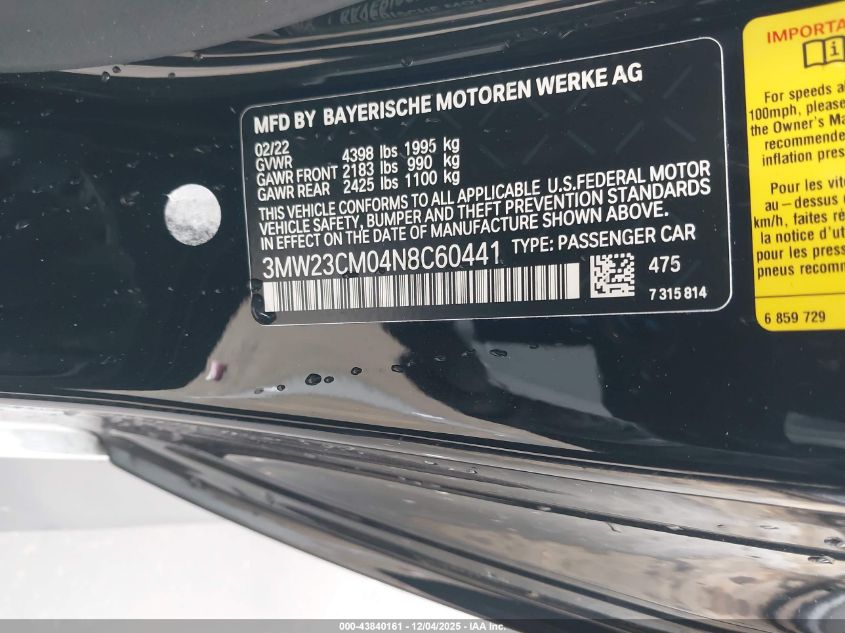 MFD BY BAYERISCHE MOTOREN WERKE AG
02/22
GVWR 4398 lbs 1995 kg
GAWR FRONT 2183 lbs 990 kg
GAWR REAR 2425 lbs 1100 kg
THIS VEHICLE CONFORMS TO ALL APPLICABLE U.S.FEDERAL MOTOR
VEHICLE SAFETY, BUMPER AND THEFT PREVENTION STANDARDS
IN EFFECT ON THE DATE OF MANUFACTURE SHOWN ABOVE.
3MW23CM04N8C60441 TYPE: PASSENGER CAR
475
7 315 814
IMPORTA
For speeds a
100mph, please
the Owner's Ma
recommende
inflation pres
Pour les vit
au-dessus
km/h, faites ré
la notice d'ut
pour les press
pneus recomm
6 859 729
000-43840161 - 12/04/2025 - IAA Inc.